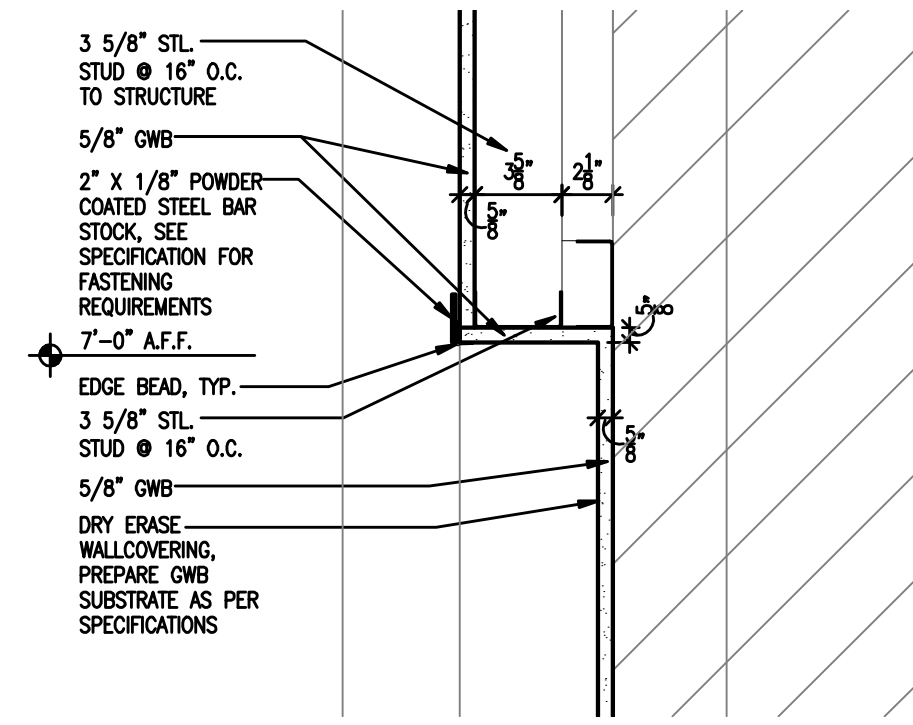 3 5/8" STL.
STUD @ 16" O.C.
TO STRUCTURE
5/8" GWB
2" X 1/8" POWDER
COATED STEEL BAR
STOCK, SEE
SPECIFICATION FOR
FASTENING
REQUIREMENTS
7'-0" A.F.F.
EDGE BEAD, TYP.
3 5/8" STL.
STUD @ 16" O.C.
5/8" GWB
DRY ERASE
WALLCOVERING,
PREPARE GWB
SUBSTRATE AS PER
SPECIFICATIONS
3 5/8" 2 1/8"
5/8"
5/8"
5/8"